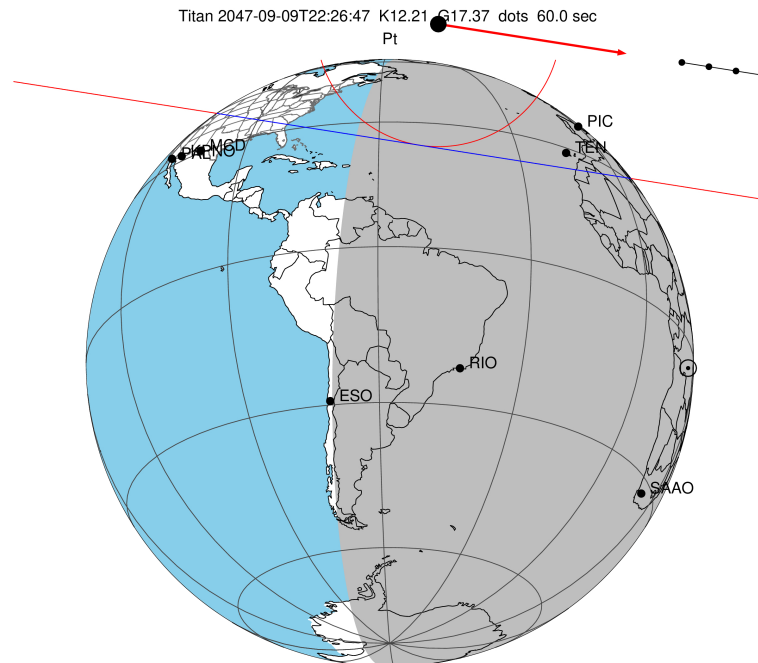 Titan 2047-09-09T22:26:47 K12.21 G17.37 dots 60.0 sec
Pt
PIC
MCD
TEN
RIO
ESO
SAAO